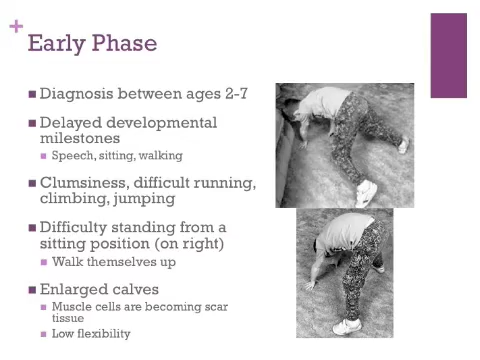 +
Early Phase
Diagnosis between ages 2-7
Delayed developmental
milestones
Speech, sitting, walking
Clumsiness, difficult running,
climbing, jumping
Difficulty standing from a
sitting position (on right)
Walk themselves up
Enlarged calves
Muscle cells are becoming scar
tissue
Low flexibility